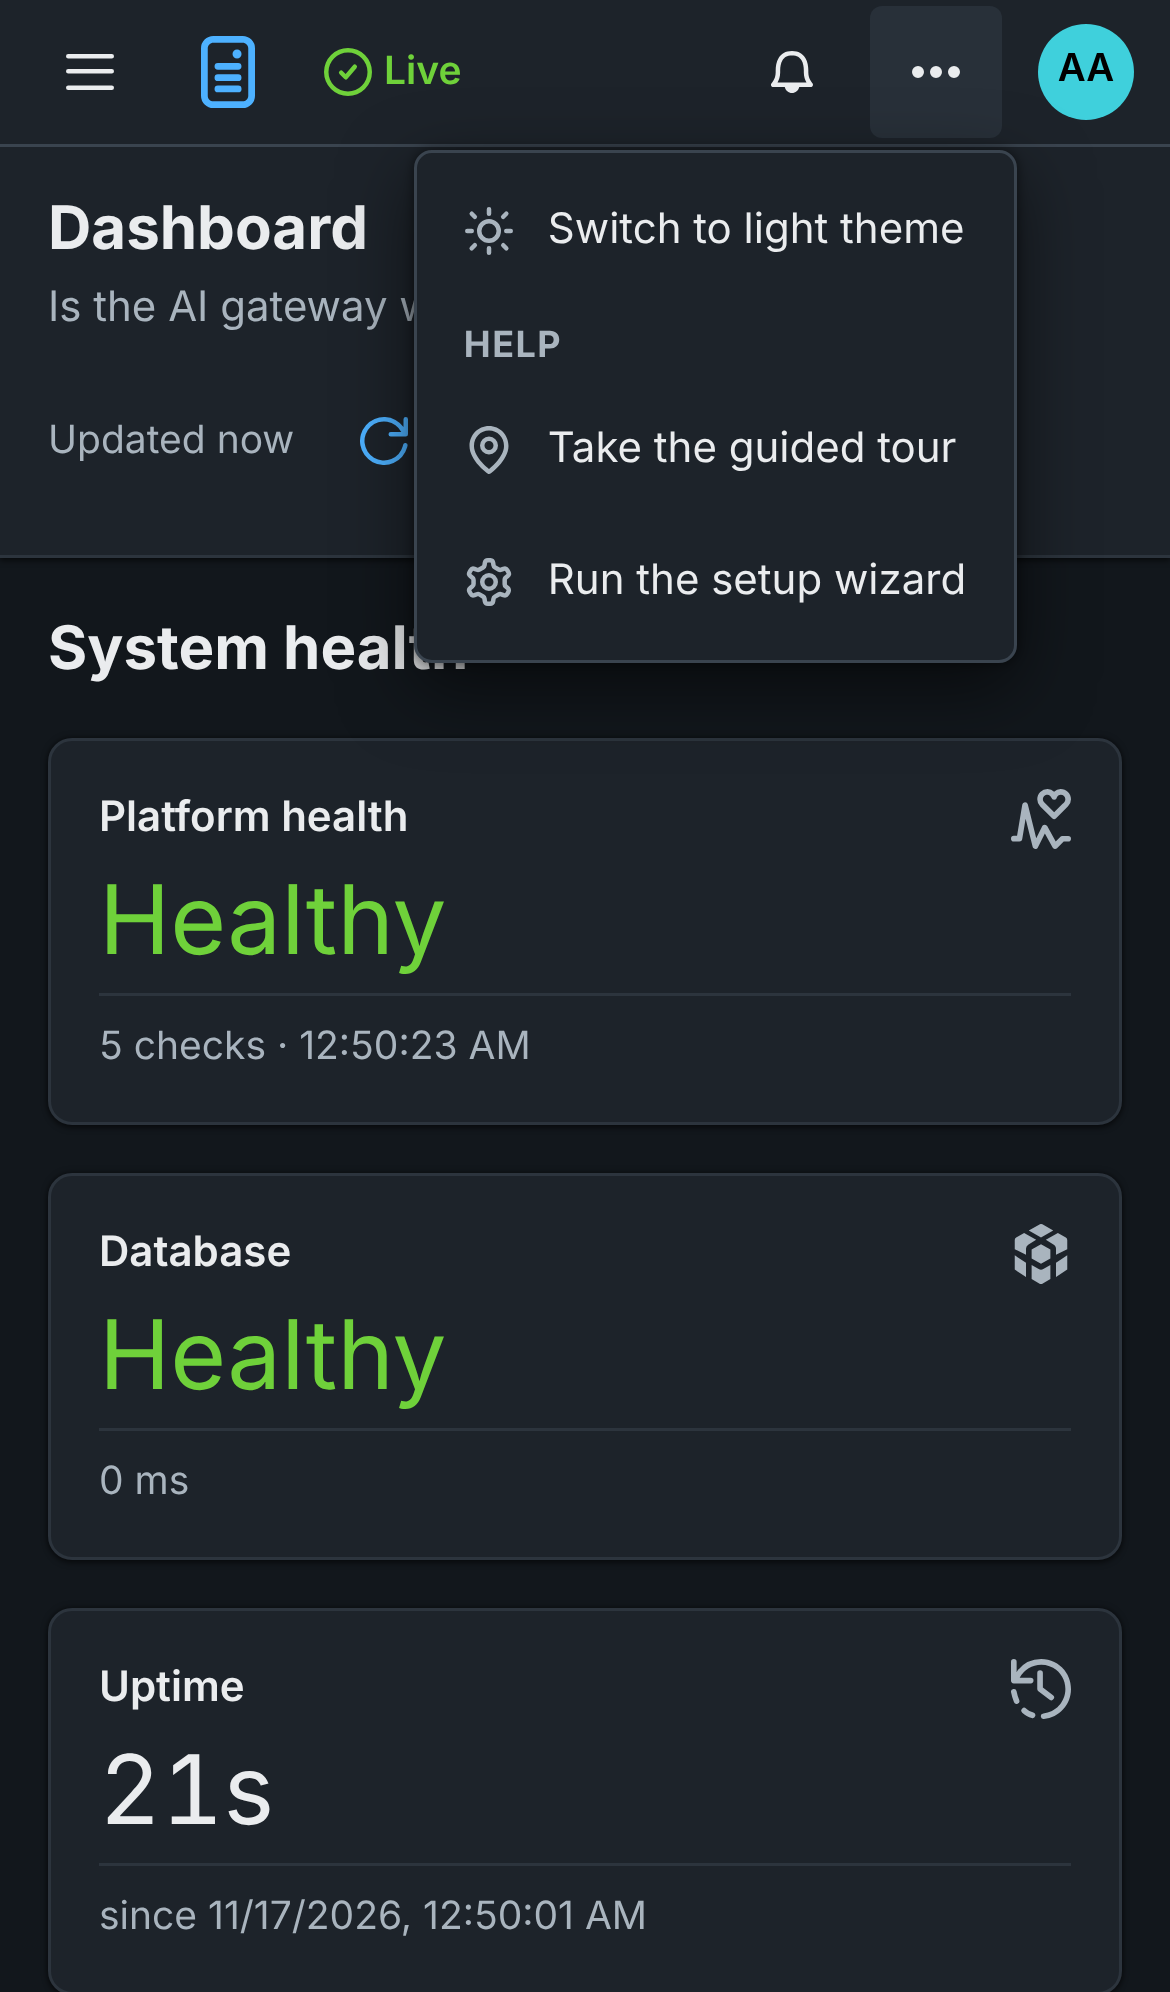 Live
AA
Switch to light theme
HELP
Take the guided tour
Run the setup wizard
Dashboard
Is the AI gateway
Updated now
System health
Platform health
Healthy
5 checks · 12:50:23 AM
Database
Healthy
0 ms
Uptime
21s
since 11/17/2026, 12:50:01 AM